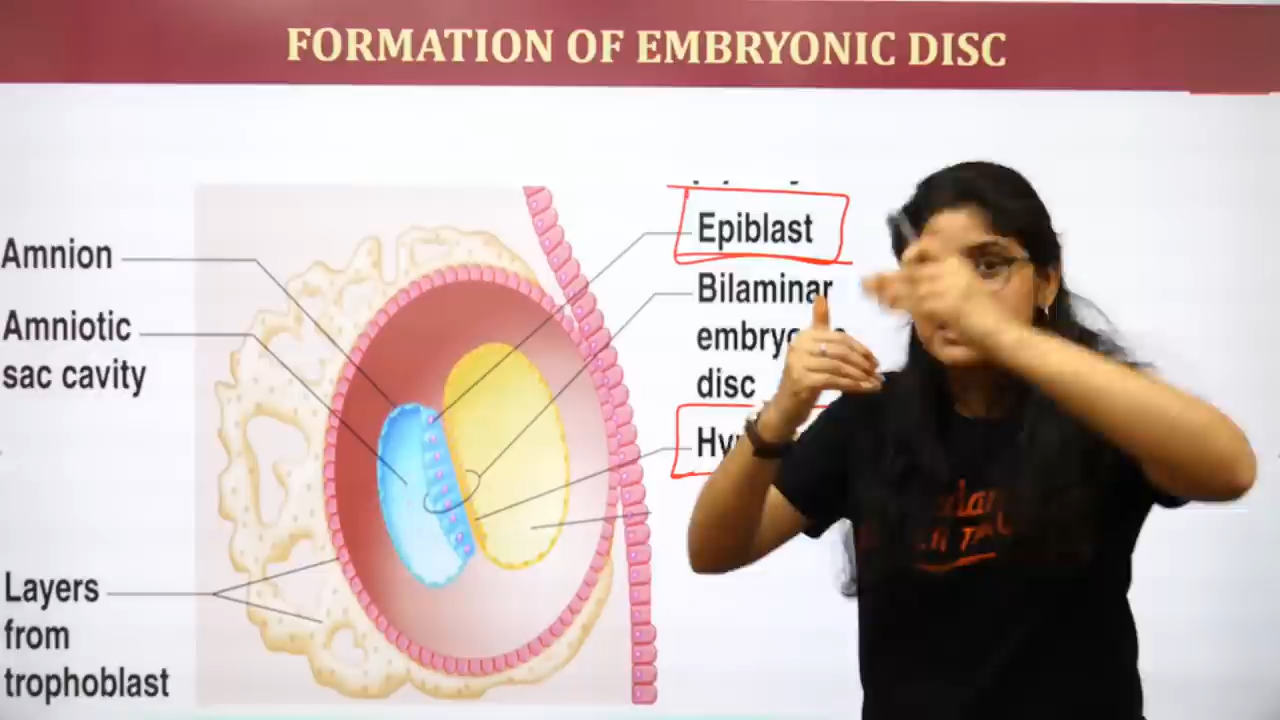 FORMATION OF EMBRYONIC DISC
Amnion
Amniotic
sac cavity
Layers
from
trophoblast
Epiblast
Bilaminar
disc